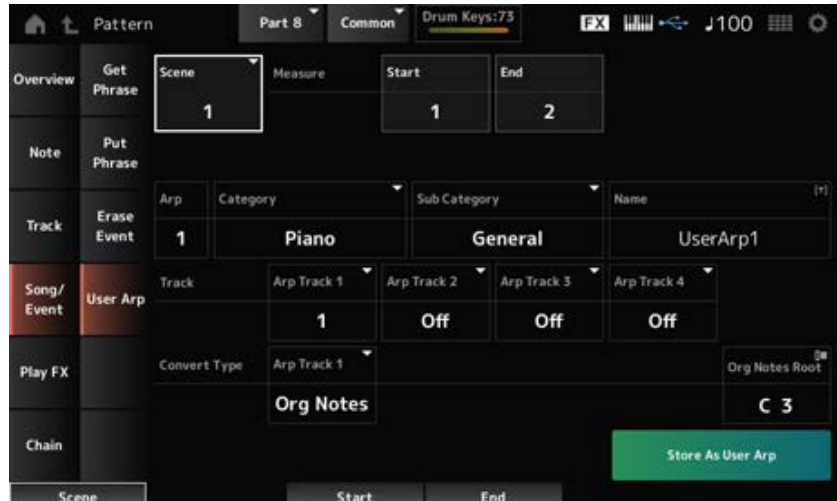 Pattern
Part 8
Common
Drum Keys:73
FX
♩100
Overview
Note
Track
Song/
Event
Play FX
Chain
Get
Phrase
Put
Phrase
Erase
Event
User Arp
Scene
1
Measure
Start
1
End
2
Arp
1
Category
Piano
Sub Category
General
Name
[T]
UserArp1
Track
Arp Track 1
1
Arp Track 2
Off
Arp Track 3
Off
Arp Track 4
Off
Convert Type
Arp Track 1
Org Notes
Org Notes Root
C 3
Store As User Arp
Scene
Start
End